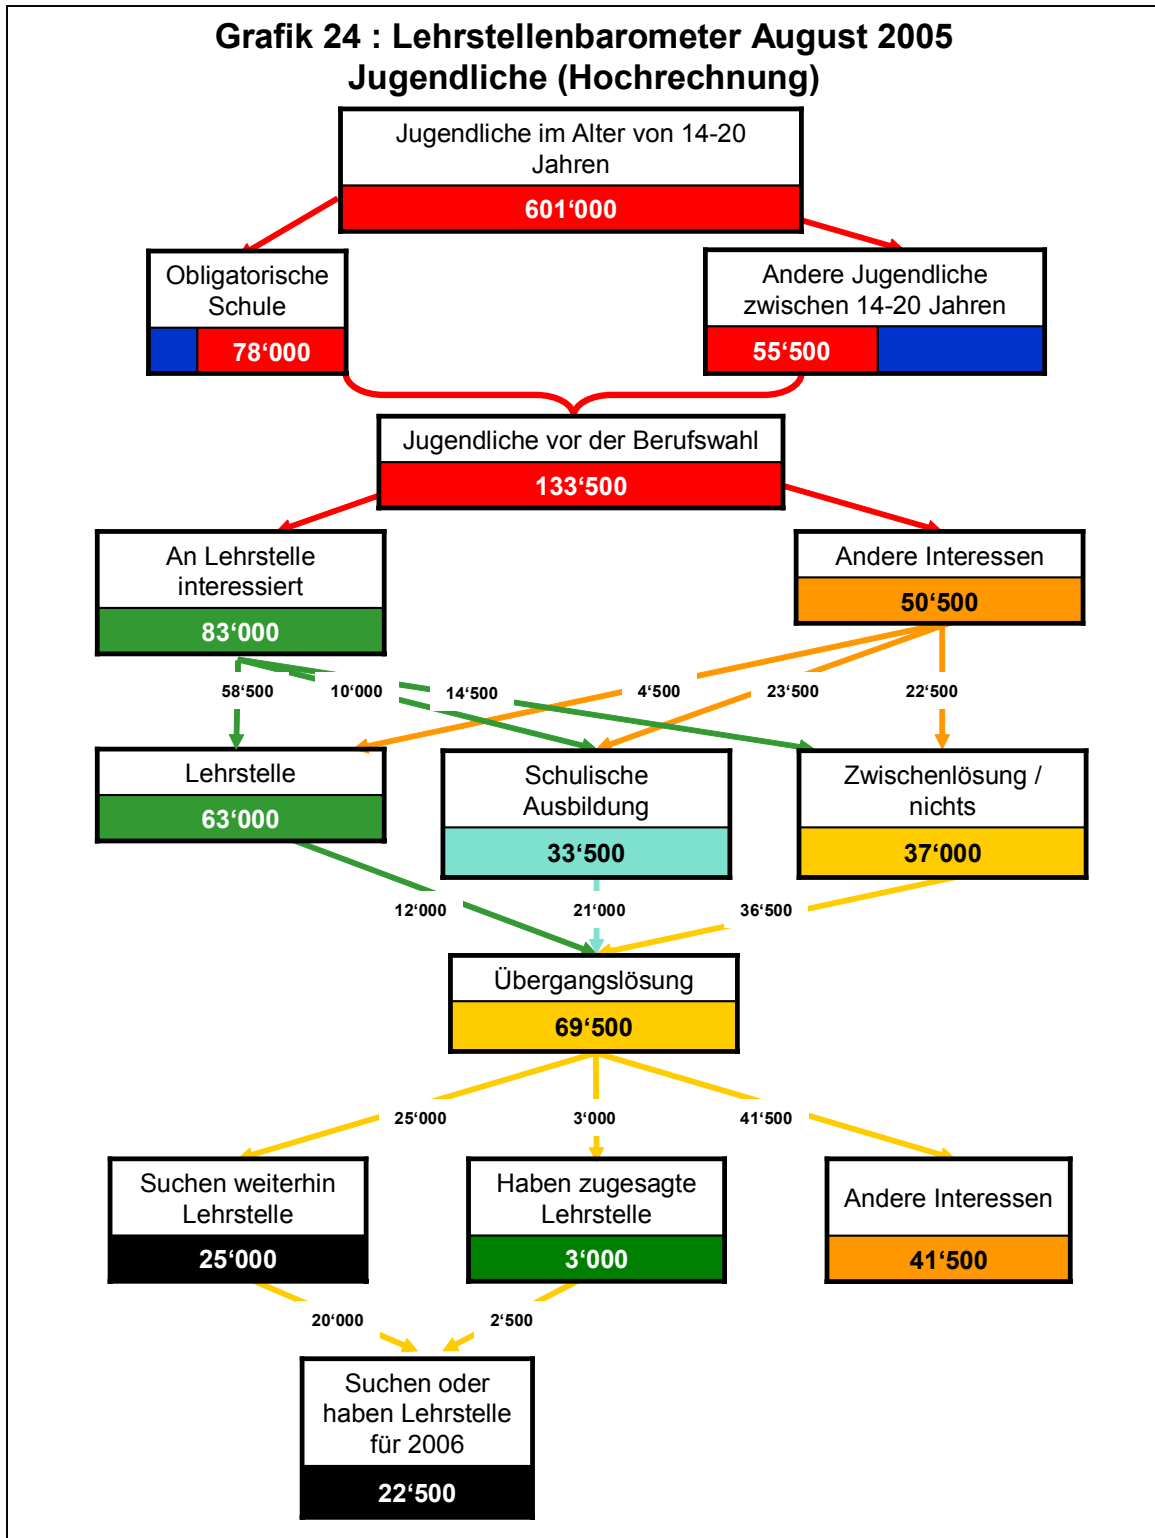 Grafik 24 : Lehrstellenbarometer August 2005
Jugendliche (Hochrechnung)
Jugendliche im Alter von 14-20
Jahren
601‘000
Obligatorische
Schule
78‘000
Andere Jugendliche
zwischen 14-20 Jahren
55‘500
Jugendliche vor der Berufswahl
133‘500
An Lehrstelle
interessiert
83‘000
Andere Interessen
50‘500
58‘500
10‘000
14‘500
4‘500
23‘500
22‘500
Lehrstelle
63‘000
Schulische
Ausbildung
33‘500
Zwischenlösung /
nichts
37‘000
12‘000
21‘000
36‘500
Übergangslösung
69‘500
25‘000
3‘000
41‘500
Suchen weiterhin
Lehrstelle
25‘000
Haben zugesagte
Lehrstelle
3‘000
Andere Interessen
41‘500
20‘000
2‘500
Suchen oder
haben Lehrstelle
für 2006
22‘500